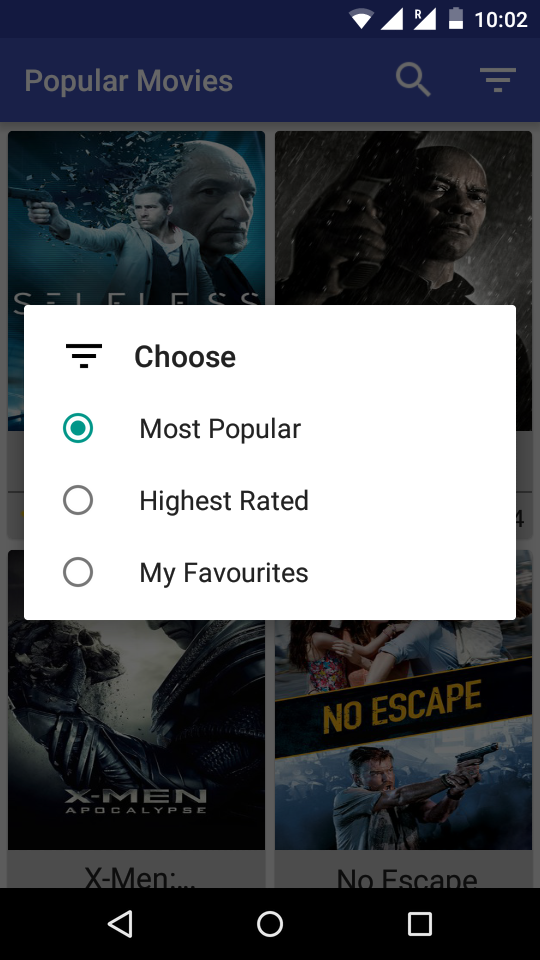 R 10:02
Popular Movies
SELFLESS
Choose
Most Popular
Highest Rated
My Favourites
4
NO ESCAPE
X-MEN
APOCALYPSE
X-Men:...
No Escape